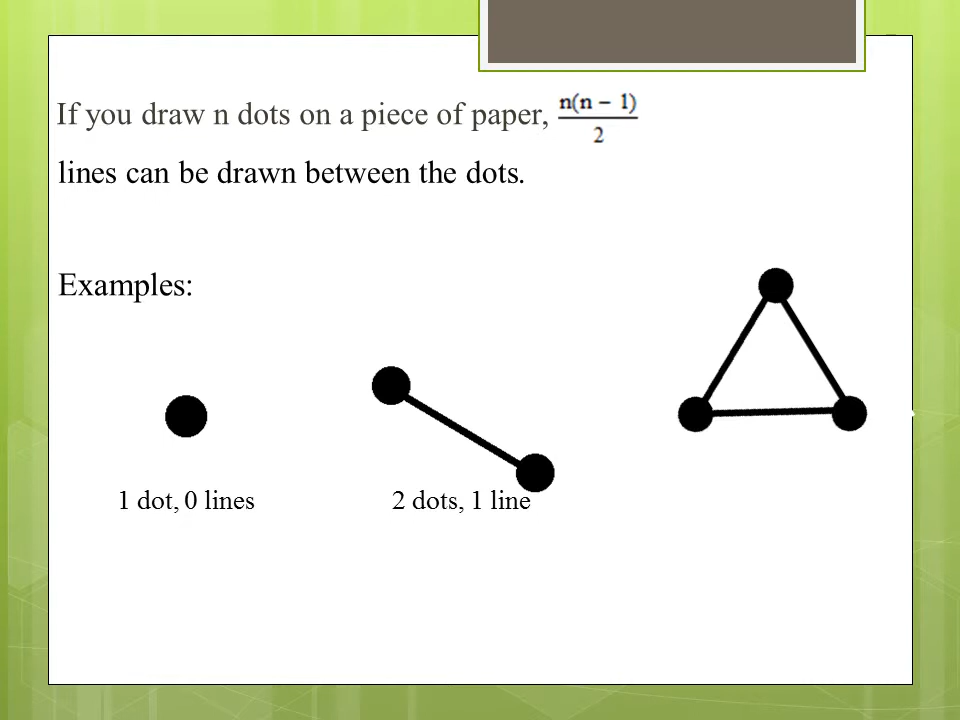 If you draw n dots on a piece of paper, n(n − 1)/2
lines can be drawn between the dots.
Examples:
1 dot, 0 lines
2 dots, 1 line